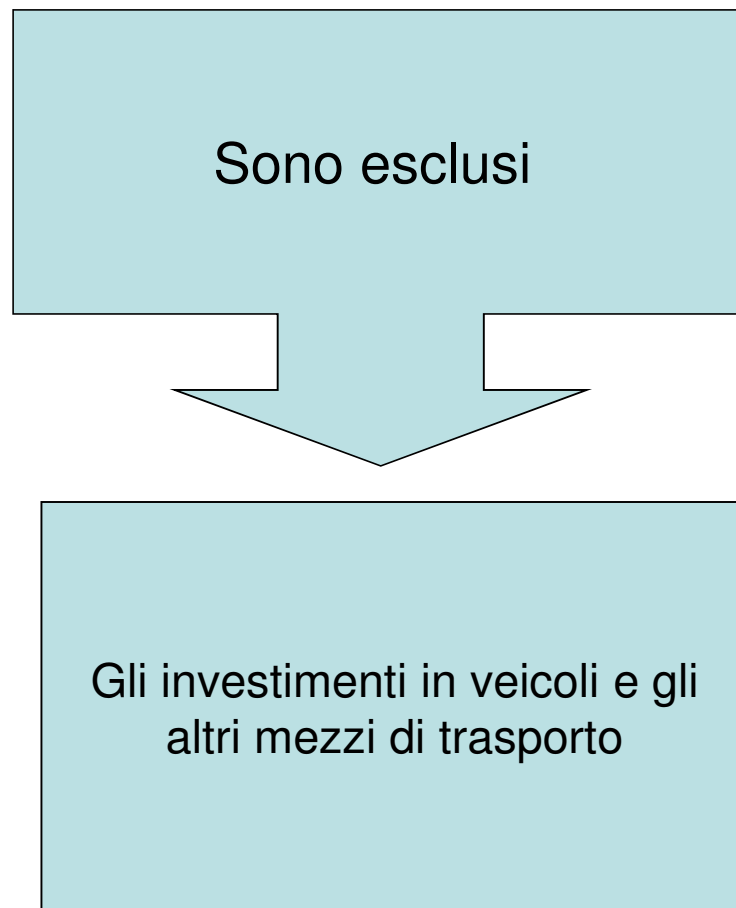 Sono esclusi
Gli investimenti in veicoli e gli
altri mezzi di trasporto